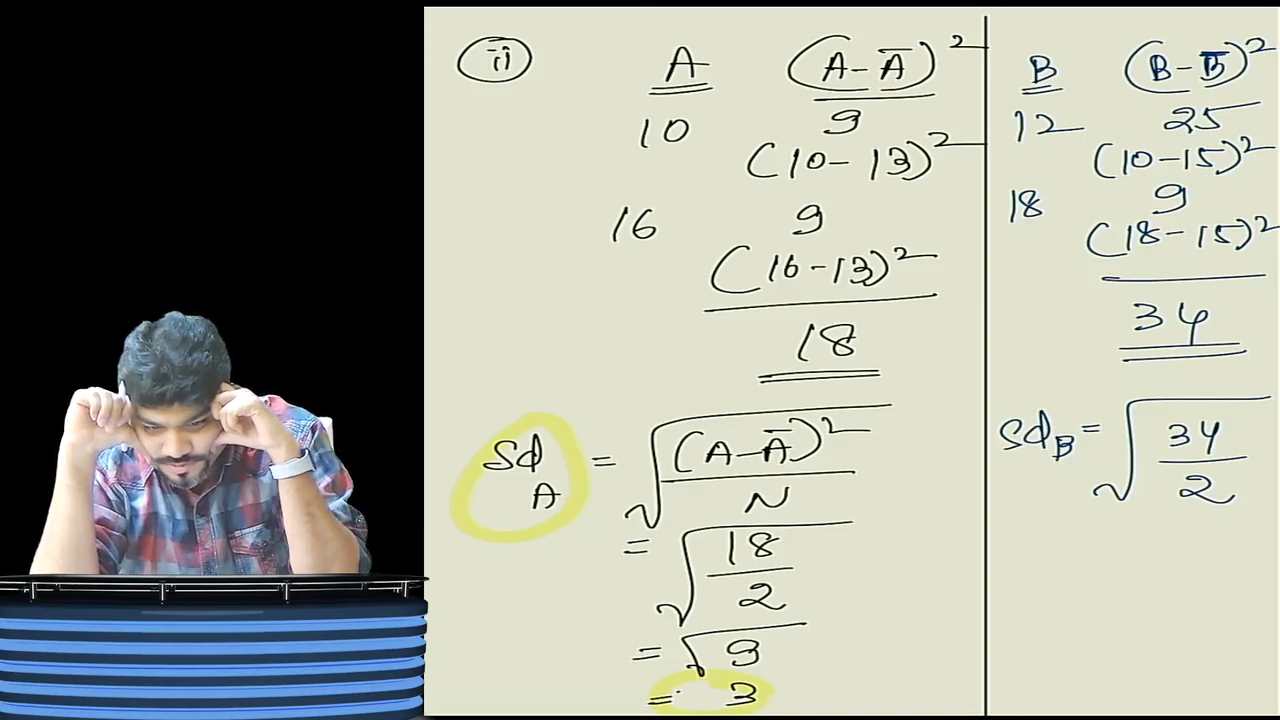 ii)
A (A-Ā)²
10 9
(10-13)²
16 9
(16-13)²
18
Sd_A = √((A-Ā)²/N)
= √(18/2)
= √9
= 3
B (B-B̄)²
12 25
(10-15)²
18 9
(18-15)²
34
Sd_B = √(34/2)